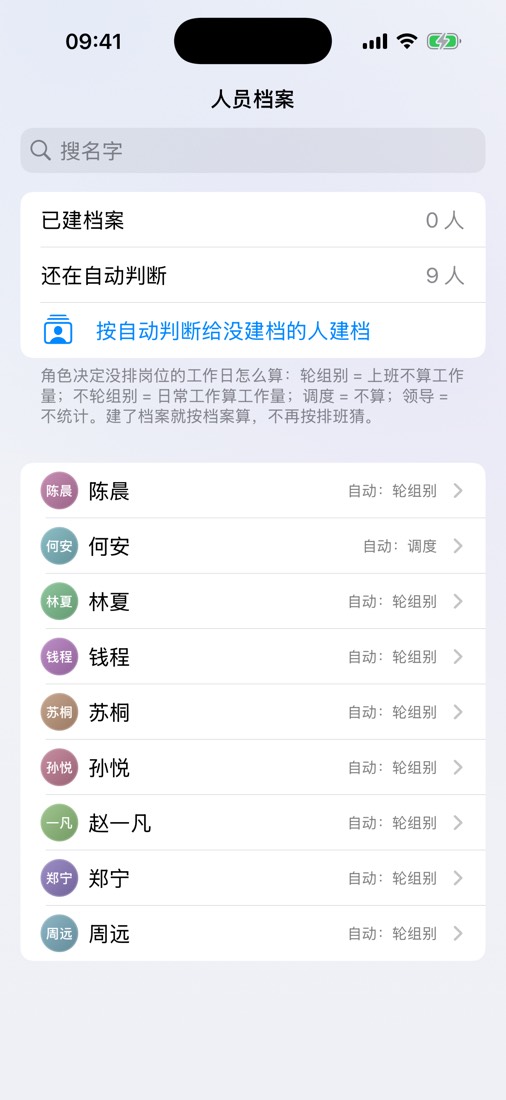 09:41
人员档案
搜名字
已建档案 0 人
还在自动判断 9 人
按自动判断给没建档的人建档
角色决定没排岗位的工作日怎么算：轮组别 = 上班不算工作
量；不轮组别 = 日常工作算工作量；调度 = 不算；领导 =
不统计。建了档案就按档案算，不再按排班猜。
陈晨 陈晨 自动：轮组别
何安 何安 自动：调度
林夏 林夏 自动：轮组别
钱程 钱程 自动：轮组别
苏桐 苏桐 自动：轮组别
孙悦 孙悦 自动：轮组别
一凡 赵一凡 自动：轮组别
郑宁 郑宁 自动：轮组别
周远 周远 自动：轮组别